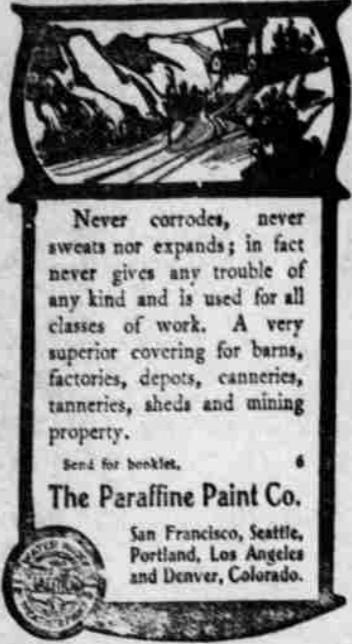 Never corrodes, never
sweats nor expands; in fact
never gives any trouble of
any kind and is used for all
classes of work. A very
superior covering for barns,
factories, depots, canneries,
tanneries, sheds and mining
property.
Send for booklet. 6
The Paraffine Paint Co.
San Francisco, Seattle,
Portland, Los Angeles
and Denver, Colorado.